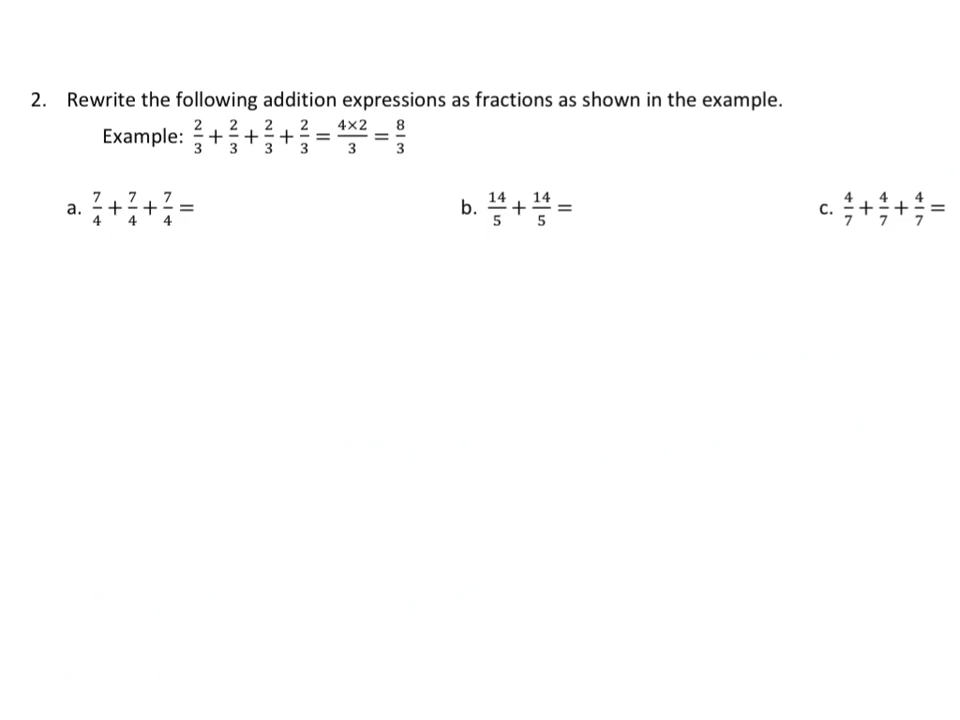 2. Rewrite the following addition expressions as fractions as shown in the example.
Example: 2/3 + 2/3 + 2/3 + 2/3 = 4×2/3 = 8/3
a. 7/4 + 7/4 + 7/4 = b. 14/5 + 14/5 = c. 4/7 + 4/7 + 4/7 =